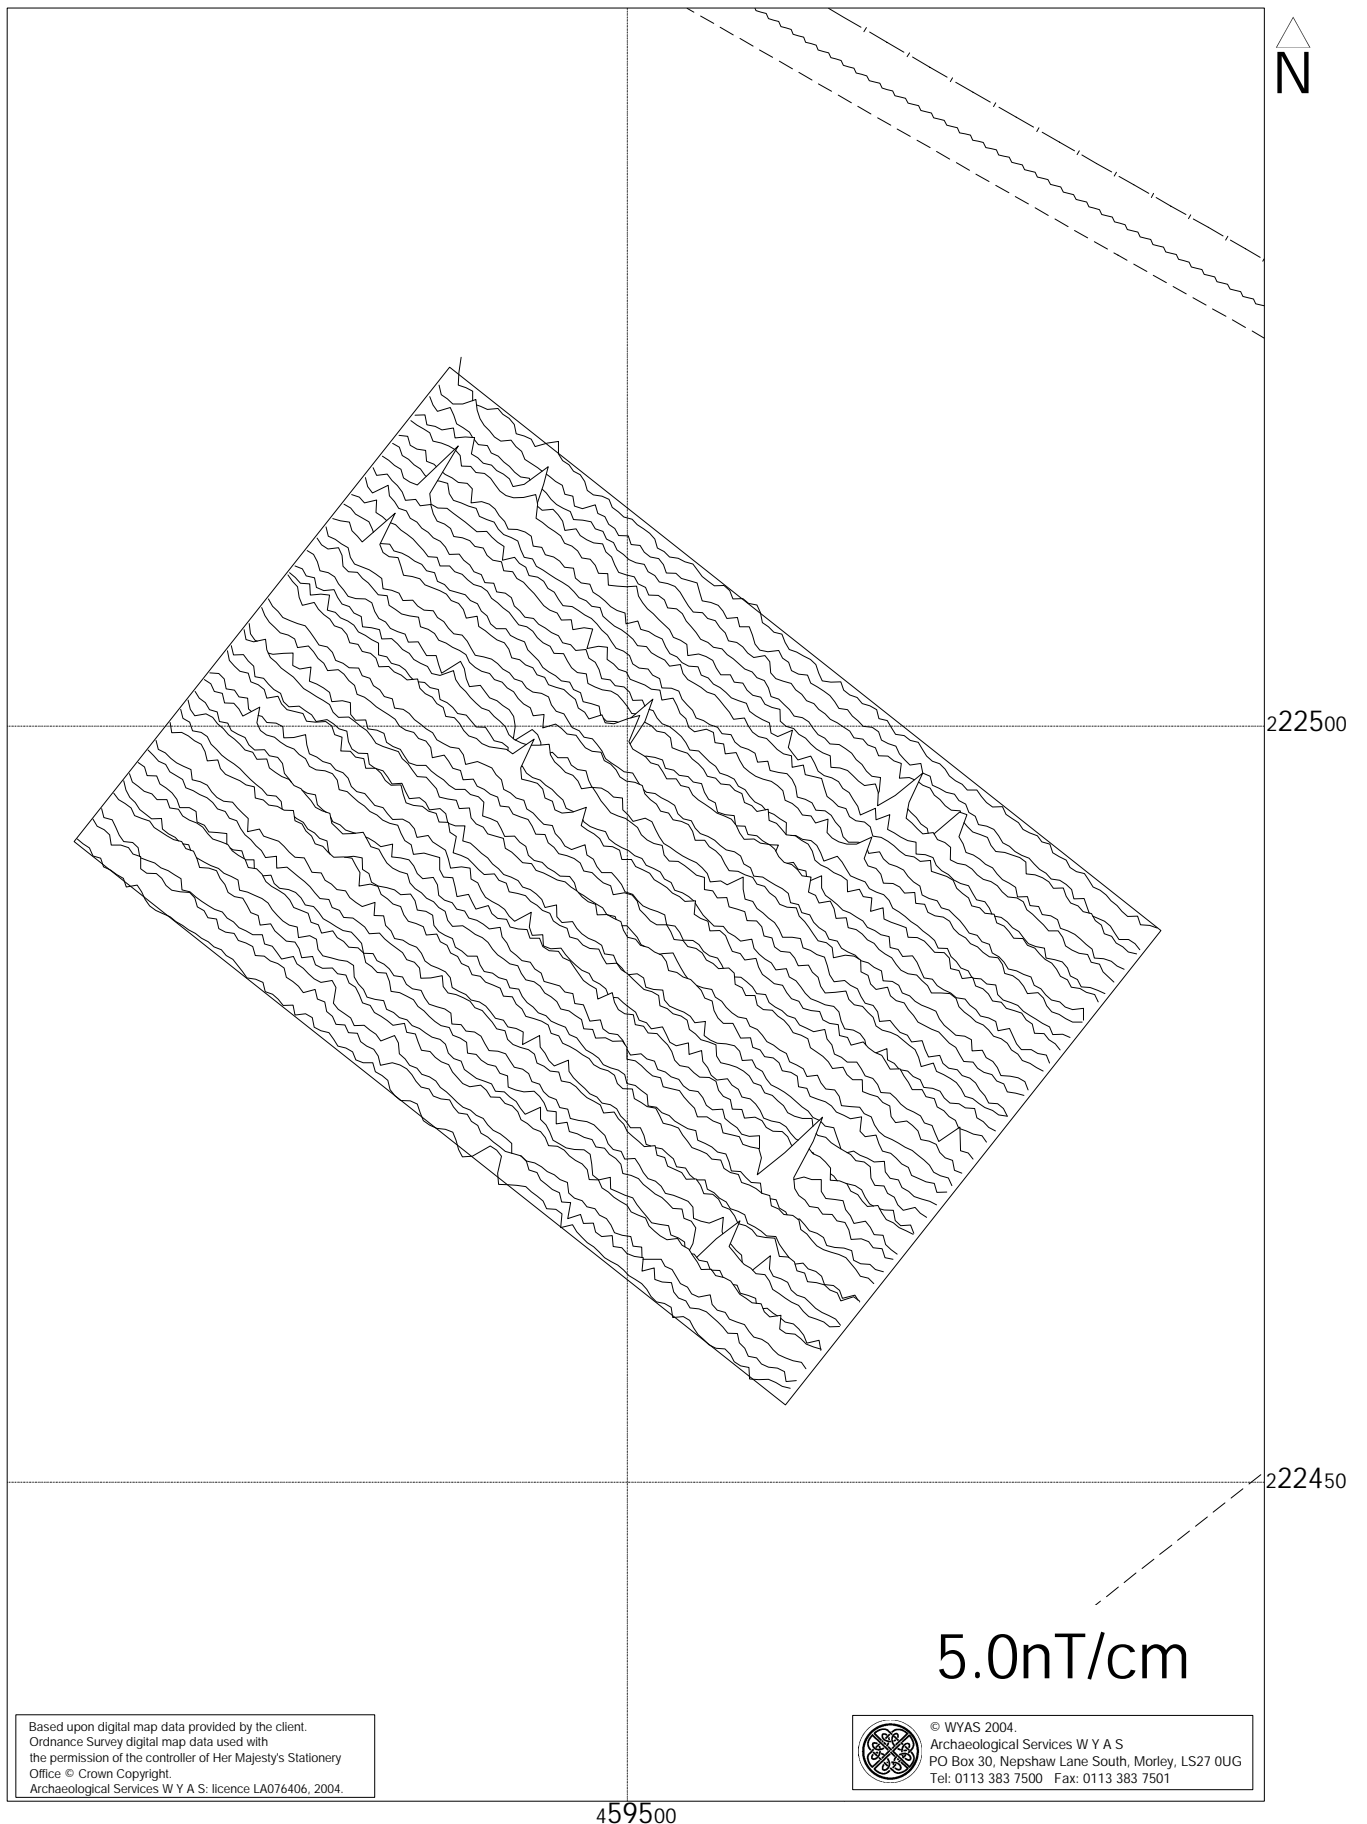 N
222500
222450
5.0nT/cm
Based upon digital map data provided by the client.
Ordnance Survey digital map data used with
the permission of the controller of Her Majesty's Stationery
Office © Crown Copyright.
Archaeological Services W Y A S: licence LA076406, 2004.
© WYAS 2004.
Archaeological Services W Y A S
PO Box 30, Nepshaw Lane South, Morley, LS27 0UG
Tel: 0113 383 7500 Fax: 0113 383 7501
459500